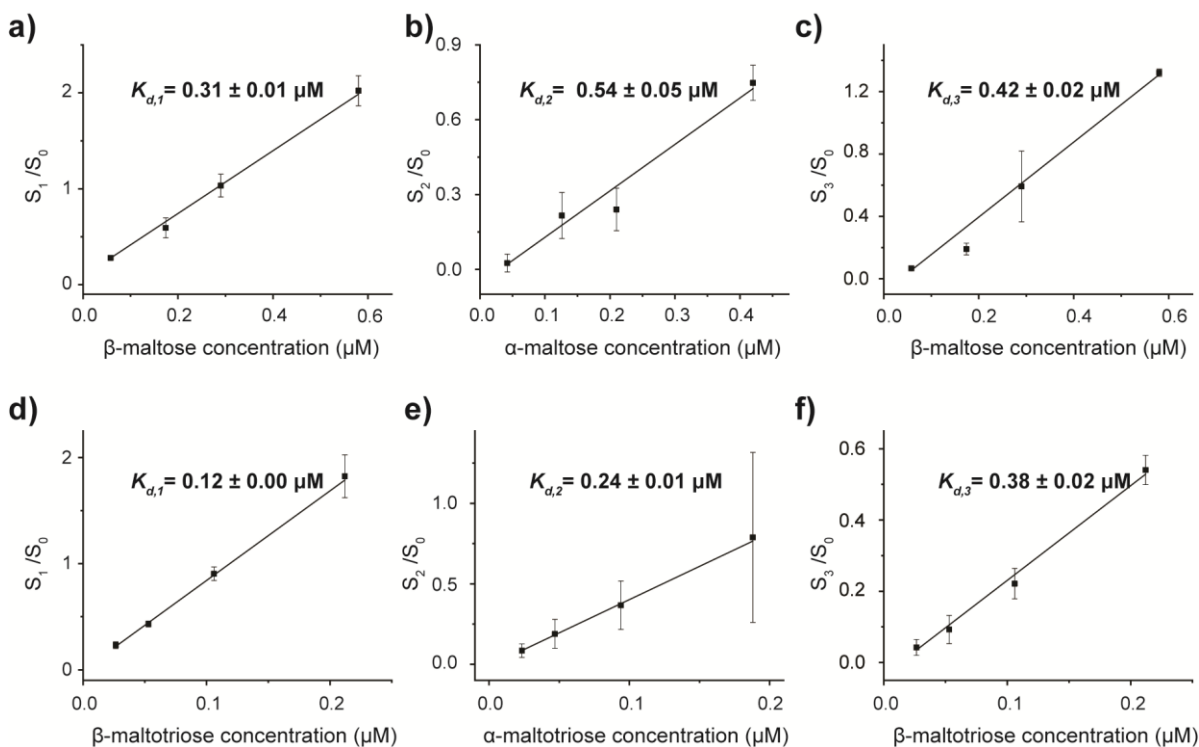 a)
K_d,1= 0.31 ± 0.01 µM
S₁ /S₀
2
1
0
0.0 0.2 0.4 0.6
β-maltose concentration (µM)
b)
K_d,2= 0.54 ± 0.05 µM
S₂ /S₀
0.9
0.6
0.3
0.0
0.0 0.1 0.2 0.3 0.4
α-maltose concentration (µM)
c)
K_d,3= 0.42 ± 0.02 µM
S₃ /S₀
1.2
0.8
0.4
0.0
0.0 0.2 0.4 0.6
β-maltose concentration (µM)
d)
K_d,1= 0.12 ± 0.00 µM
S₁ /S₀
2
1
0
0.0 0.1 0.2
β-maltotriose concentration (µM)
e)
K_d,2= 0.24 ± 0.01 µM
S₂ /S₀
1.0
0.5
0.0
0.0 0.1 0.2
α-maltotriose concentration (µM)
f)
K_d,3= 0.38 ± 0.02 µM
S₃ /S₀
0.6
0.4
0.2
0.0
0.0 0.1 0.2
β-maltotriose concentration (µM)